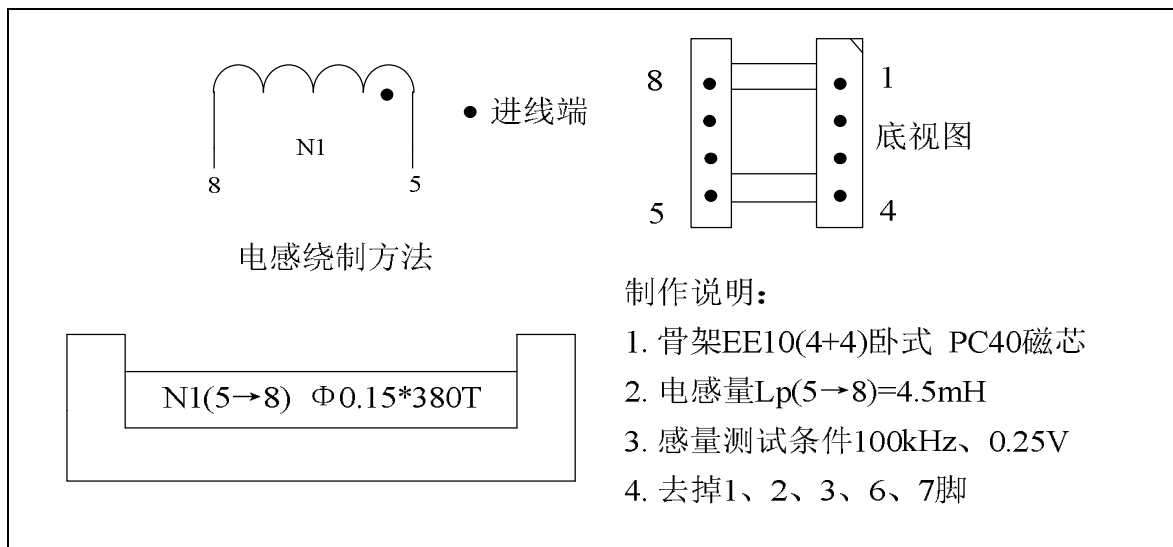 N1
8
5
● 进线端
电感绕制方法
8
1
底视图
5
4
N1(5→8) Φ0.15*380T
制作说明:
1. 骨架EE10(4+4)卧式 PC40磁芯
2. 电感量Lp(5→8)=4.5mH
3. 感量测试条件100kHz、0.25V
4. 去掉1、2、3、6、7脚